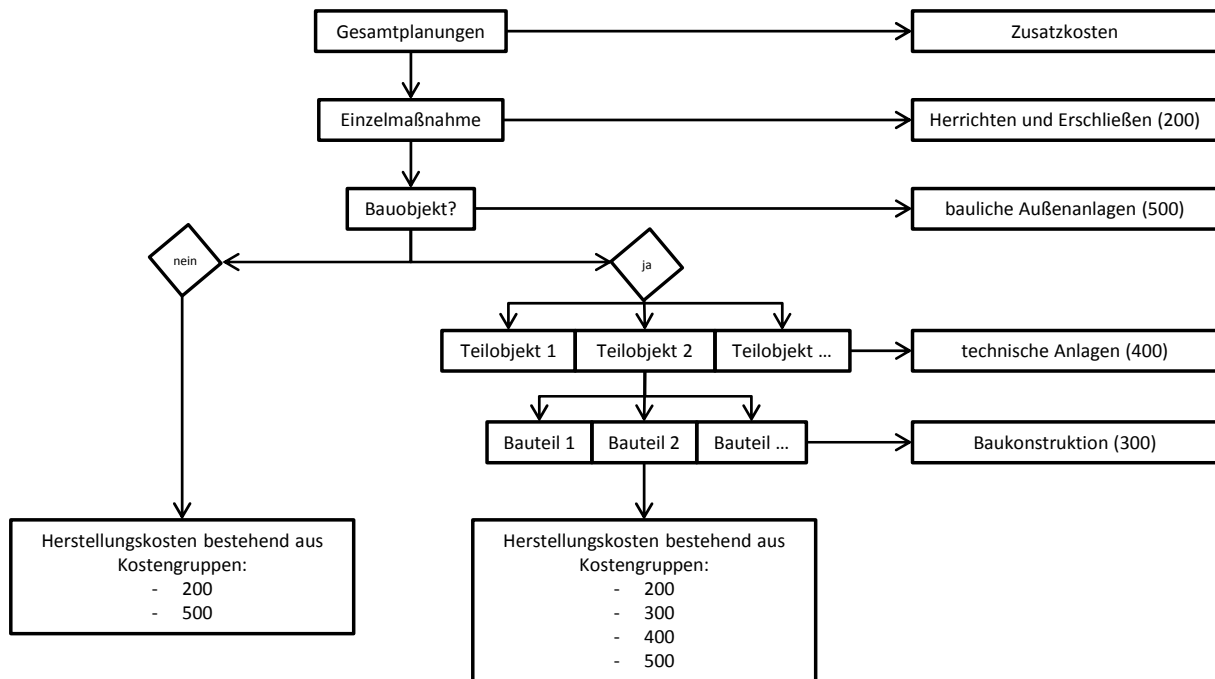 Gesamtplanungen
Zusatzkosten
Einzelmaßnahme
Herrichten und Erschließen (200)
Bauobjekt?
bauliche Außenanlagen (500)
nein
ja
Teilobjekt 1
Teilobjekt 2
Teilobjekt ...
technische Anlagen (400)
Bauteil 1
Bauteil 2
Bauteil ...
Baukonstruktion (300)
Herstellungskosten bestehend aus
Kostengruppen:
- 200
- 500
Herstellungskosten bestehend aus
Kostengruppen:
- 200
- 300
- 400
- 500